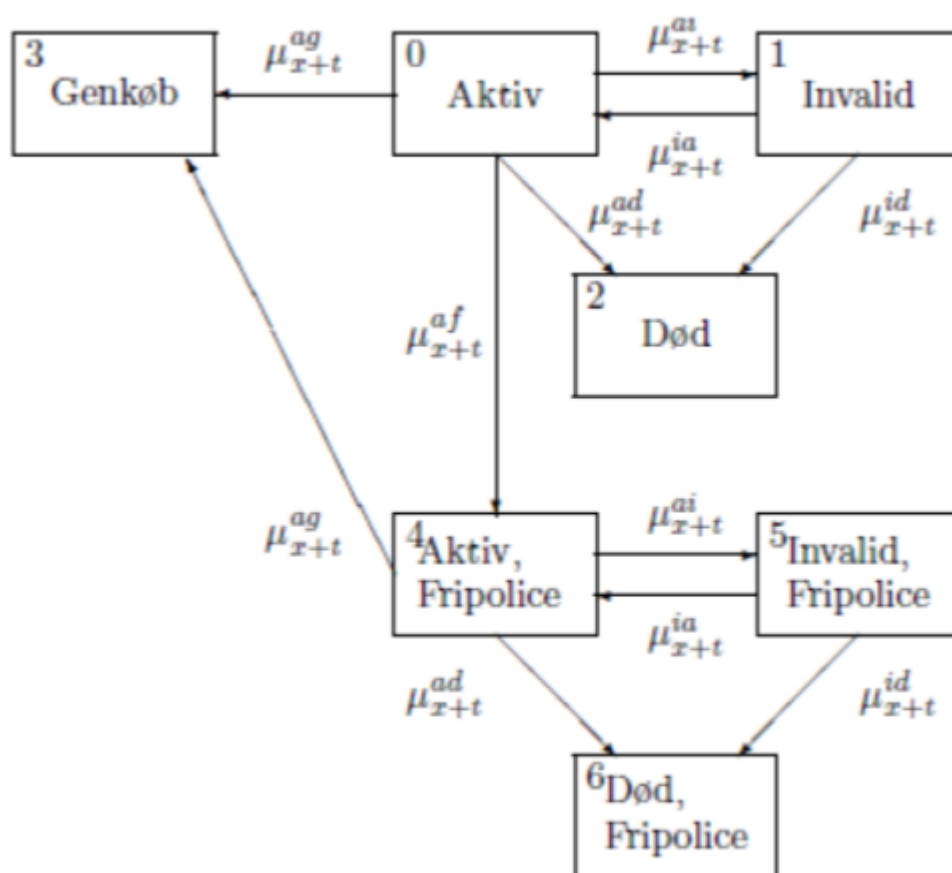 3
Genkøb
μ^{ag}_{x+t}
0
Aktiv
μ^{ai}_{x+t}
μ^{ia}_{x+t}
1
Invalid
μ^{ad}_{x+t}
μ^{id}_{x+t}
2
Død
μ^{af}_{x+t}
μ^{ag}_{x+t}
4
Aktiv,
Fripolice
μ^{ai}_{x+t}
μ^{ia}_{x+t}
5
Invalid,
Fripolice
μ^{ad}_{x+t}
μ^{id}_{x+t}
6
Død,
Fripolice